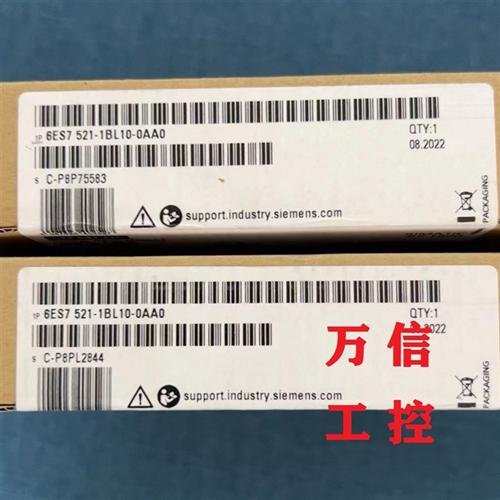 1P 6ES7 521-1BL10-0AA0
QTY:1
08.2022
S C-P8P75583
support.industry.siemens.com
PACKAGING
1P 6ES7 521-1BL10-0AA0
QTY:1
.2022
S C-P8PL2844
support.industry.siemens.com
PACKAGING
万信
工控